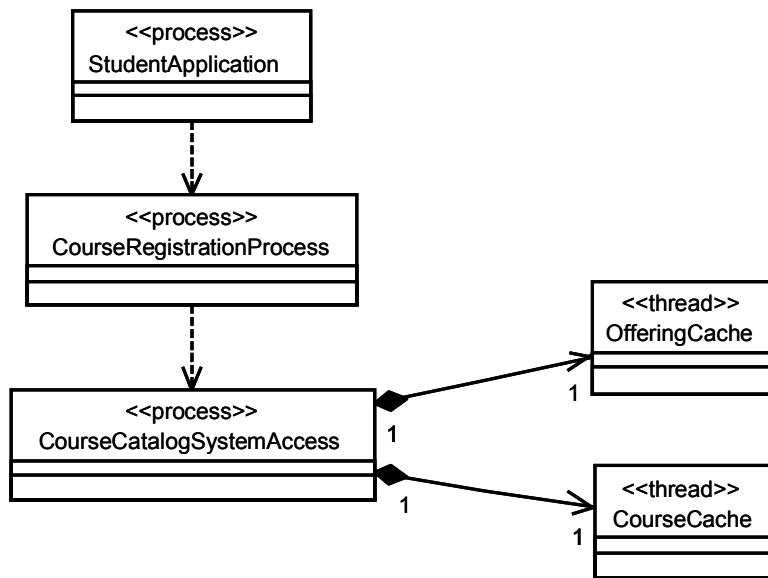 <<process>>
StudentApplication
<<process>>
CourseRegistrationProcess
<<thread>>
OfferingCache
<<process>>
CourseCatalogSystemAccess
1
1
<<thread>>
CourseCache
1
1